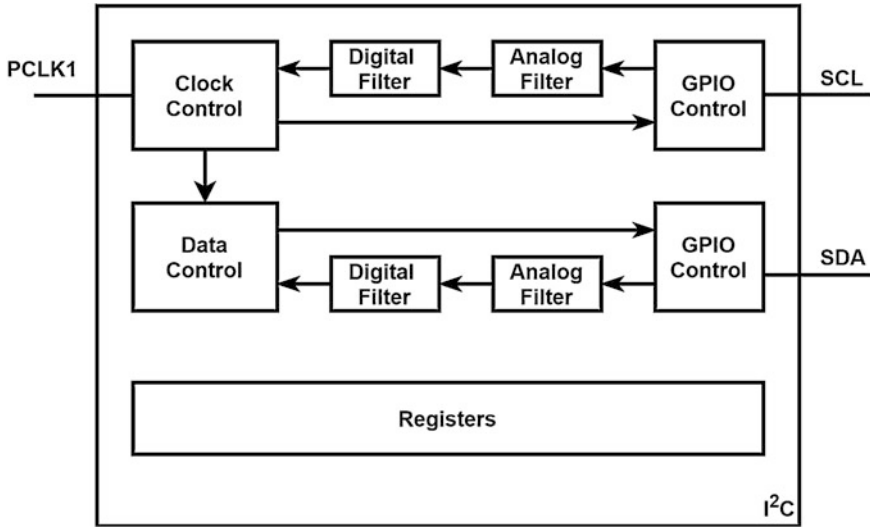 PCLK1
Clock
Control
Digital
Filter
Analog
Filter
GPIO
Control
SCL
Data
Control
Digital
Filter
Analog
Filter
GPIO
Control
SDA
Registers
I²C